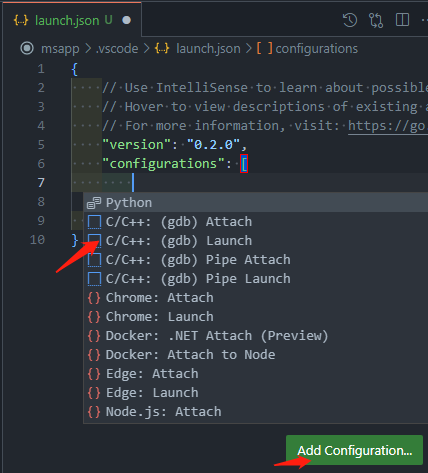 launch.json U
msapp > .vscode > launch.json > [ ] configurations
1 {
2 // Use IntelliSense to learn about possible
3 // Hover to view descriptions of existing a
4 // For more information, visit: https://go
5 "version": "0.2.0",
6 "configurations": [
7
8 Python
C/C++: (gdb) Attach
9 C/C++: (gdb) Launch
10 } C/C++: (gdb) Pipe Attach
C/C++: (gdb) Pipe Launch
{} Chrome: Attach
{} Chrome: Launch
{} Docker: .NET Attach (Preview)
{} Docker: Attach to Node
{} Edge: Attach
{} Edge: Launch
{} Node.js: Attach
Add Configuration...